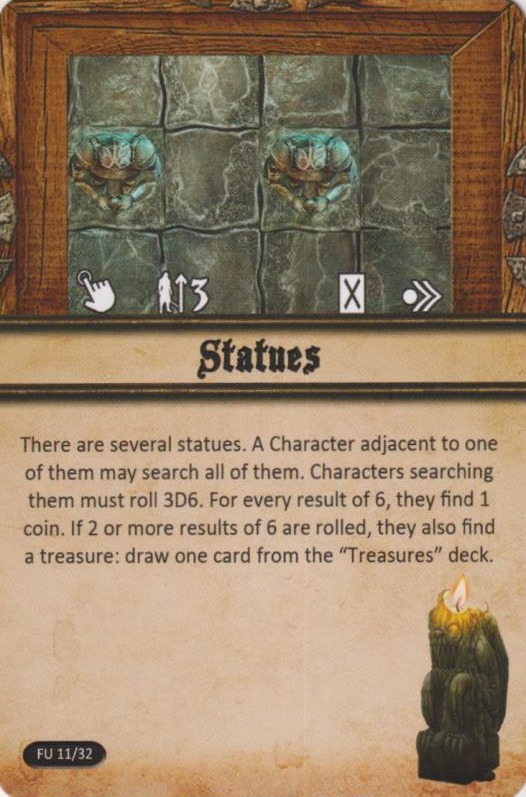 3
X
Statues
There are several statues. A Character adjacent to one
of them may search all of them. Characters searching
them must roll 3D6. For every result of 6, they find 1
coin. If 2 or more results of 6 are rolled, they also find
a treasure: draw one card from the “Treasures” deck.
FU 11/32